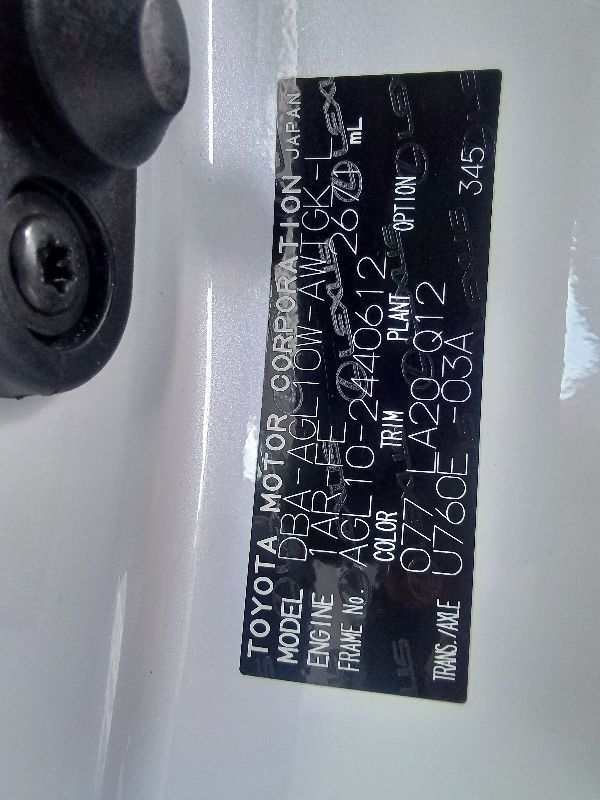 TOYOTA MOTOR CORPORATION JAPAN
MODEL DBA-AGL10W-AWTGK-L
ENGINE 1AR-FE 2671 mL
FRAME No. AGL10-2440612
COLOR TRIM PLANT OPTION
077 LA20 Q12
TRANS./AXLE U760E -03A 345